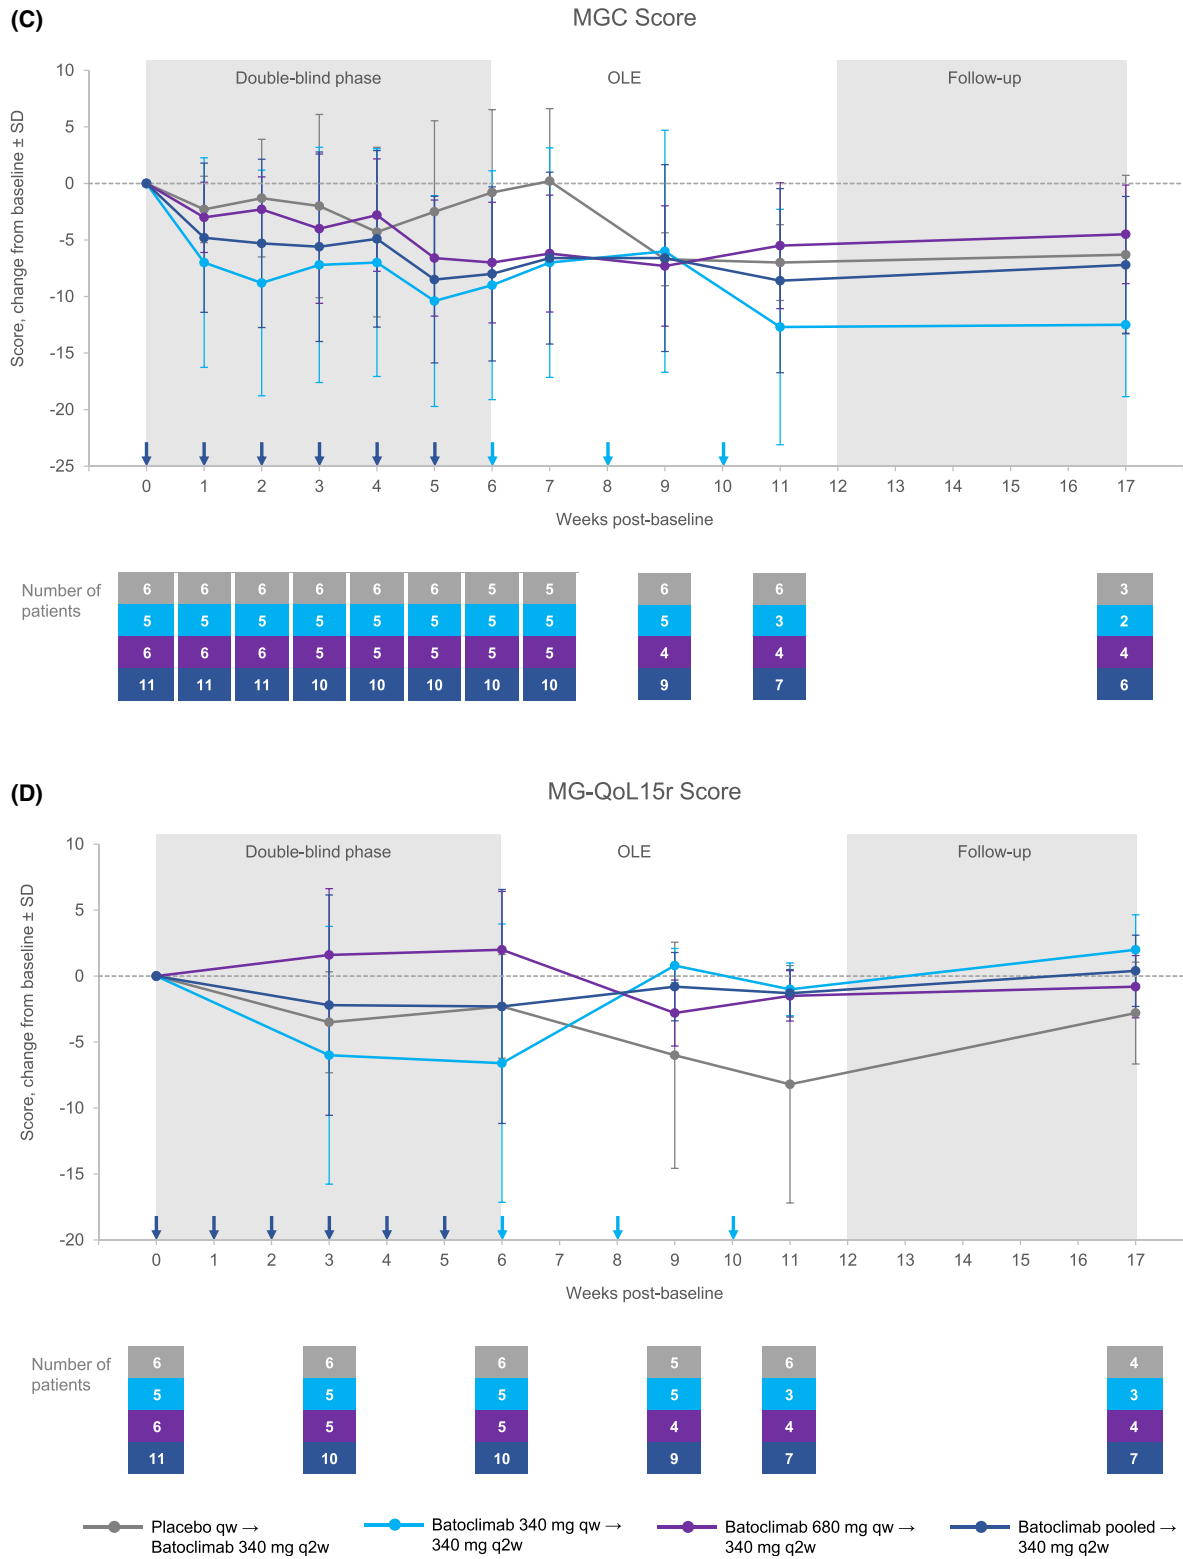 (C)
MGC Score
Double-blind phase
OLE
Follow-up
Score, change from baseline ± SD
10
5
0
-5
-10
-15
-20
-25
0 1 2 3 4 5 6 7 8 9 10 11 12 13 14 15 16 17
Weeks post-baseline
Number of
patients
6 6 6 6 6 6 5 5 6 6 3
5 5 5 5 5 5 5 5 5 3 2
6 6 6 5 5 5 5 5 4 4 4
11 11 11 10 10 10 10 10 9 7 6
(D)
MG-QoL15r Score
Double-blind phase
OLE
Follow-up
Score, change from baseline ± SD
10
5
0
-5
-10
-15
-20
0 1 2 3 4 5 6 7 8 9 10 11 12 13 14 15 16 17
Weeks post-baseline
Number of
patients
6 6 6 5 6 4
5 5 5 5 3 3
6 5 5 4 4 4
11 10 10 9 7 7
Placebo qw →
Batoclimab 340 mg q2w
Batoclimab 340 mg qw →
340 mg q2w
Batoclimab 680 mg qw →
340 mg q2w
Batoclimab pooled →
340 mg q2w